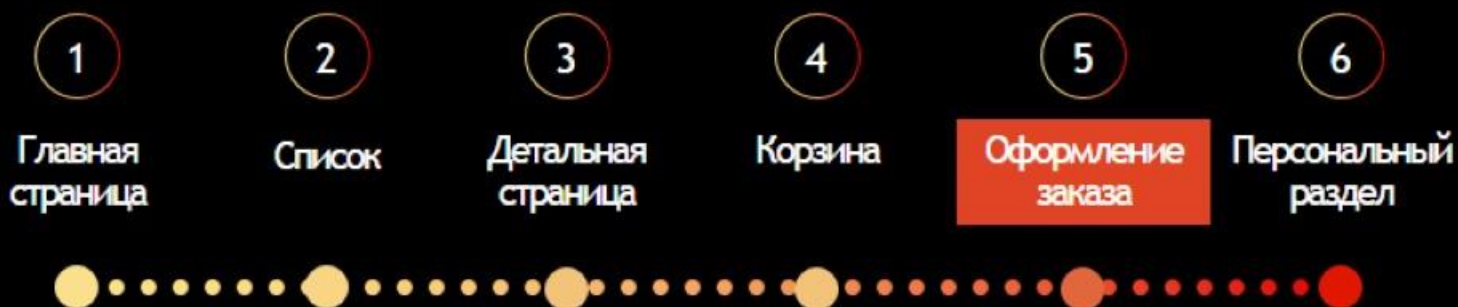 1
2
3
4
5
6
Главная
страница
Список
Детальная
страница
Корзина
Оформление
заказа
Персональный
раздел